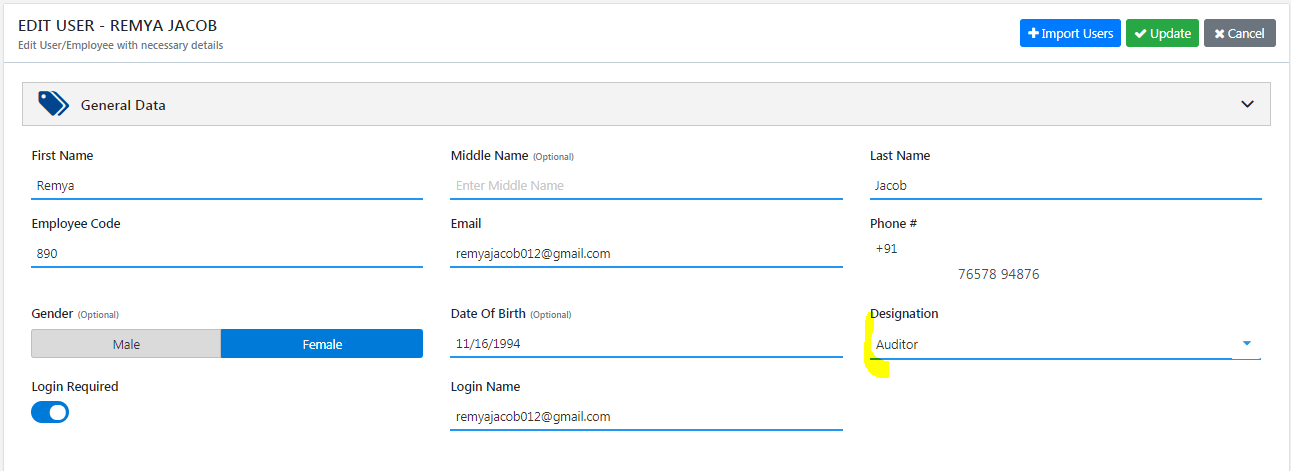 EDIT USER - REMYA JACOB
Edit User/Employee with necessary details
Import Users
Update
Cancel
General Data
First Name
Middle Name (Optional)
Last Name
Remya
Enter Middle Name
Jacob
Employee Code
Email
Phone #
890
remyajacob012@gmail.com
+91
76578 94876
Gender (Optional)
Date Of Birth (Optional)
Designation
Male
Female
11/16/1994
Auditor
Login Required
Login Name
remyajacob012@gmail.com